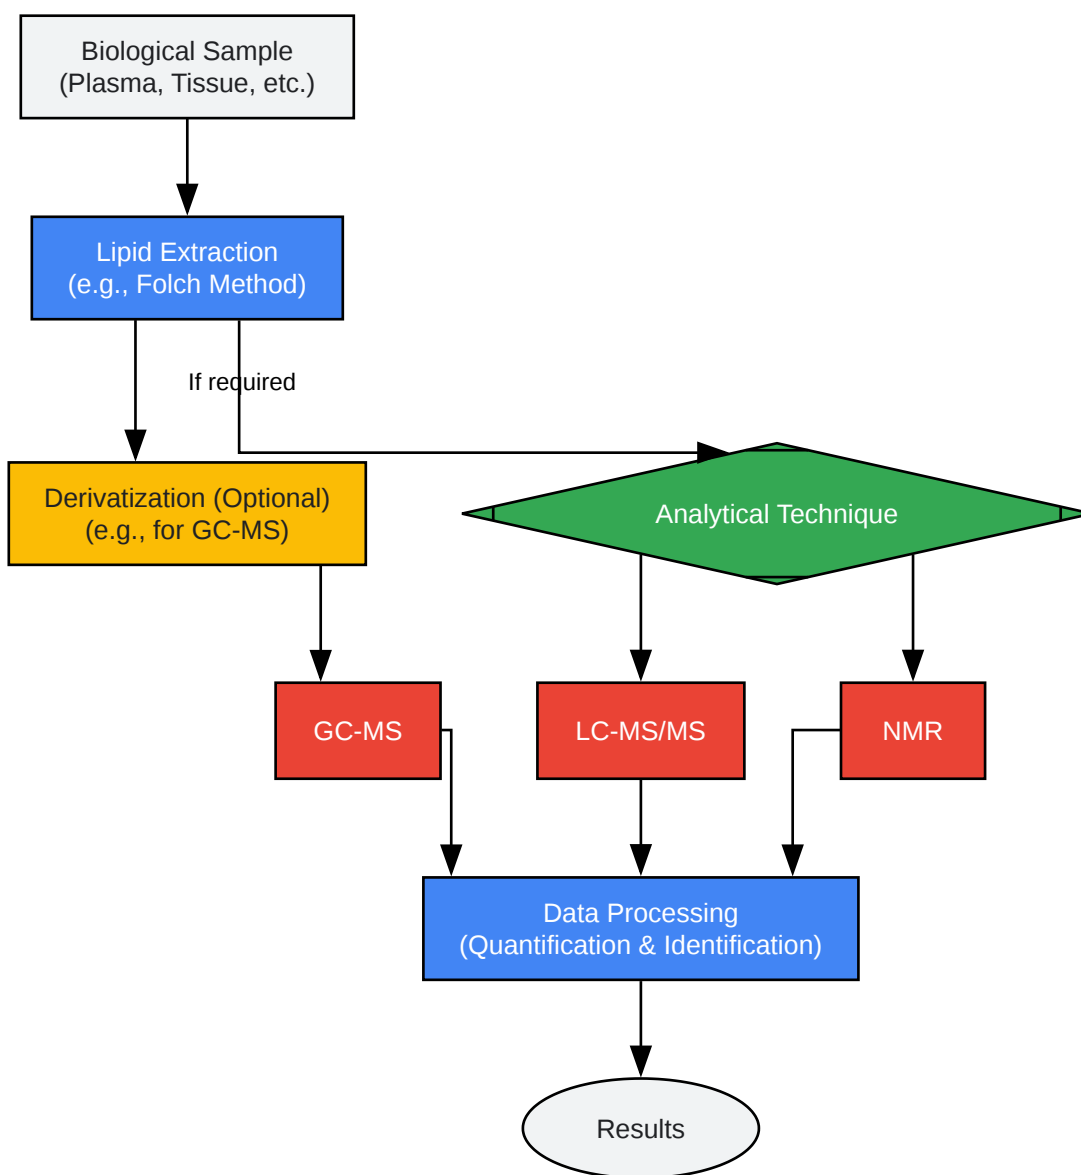 Biological Sample
(Plasma, Tissue, etc.)
Lipid Extraction
(e.g., Folch Method)
If required
Derivatization (Optional)
(e.g., for GC-MS)
Analytical Technique
GC-MS
LC-MS/MS
NMR
Data Processing
(Quantification & Identification)
Results